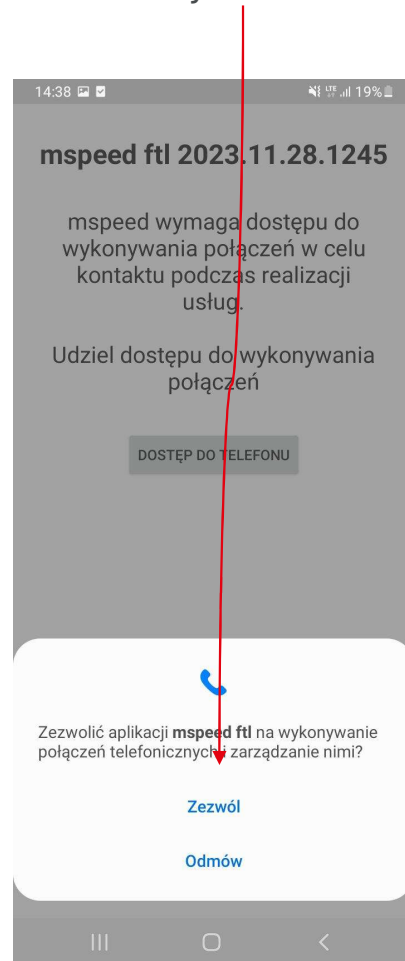 14:38 19%
mspeed ftl 2023.11.28.1245
mspeed wymaga dostępu do
wykonywania połączeń w celu
kontaktu podczas realizacji
usług.
Udziel dostępu do wykonywania
połączeń
DOSTĘP DO TELEFONU
Zezwolić aplikacji mspeed ftl na wykonywanie
połączeń telefonicznych i zarządzanie nimi?
Zezwól
Odmów